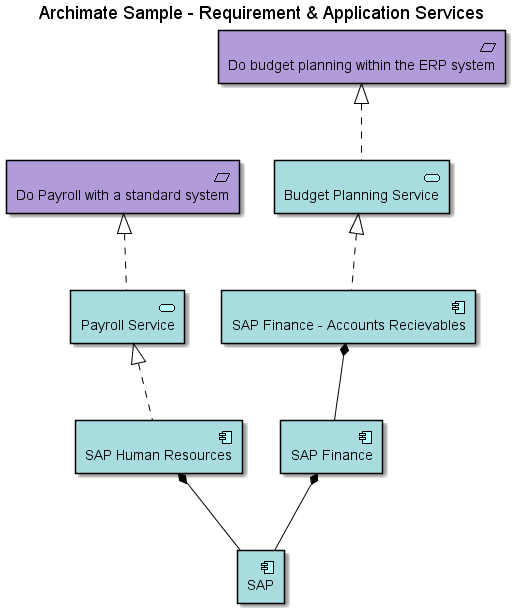 Archimate Sample - Requirement & Application Services
Do budget planning within the ERP system
Do Payroll with a standard system
Budget Planning Service
Payroll Service
SAP Finance - Accounts Recievables
SAP Human Resources
SAP Finance
SAP